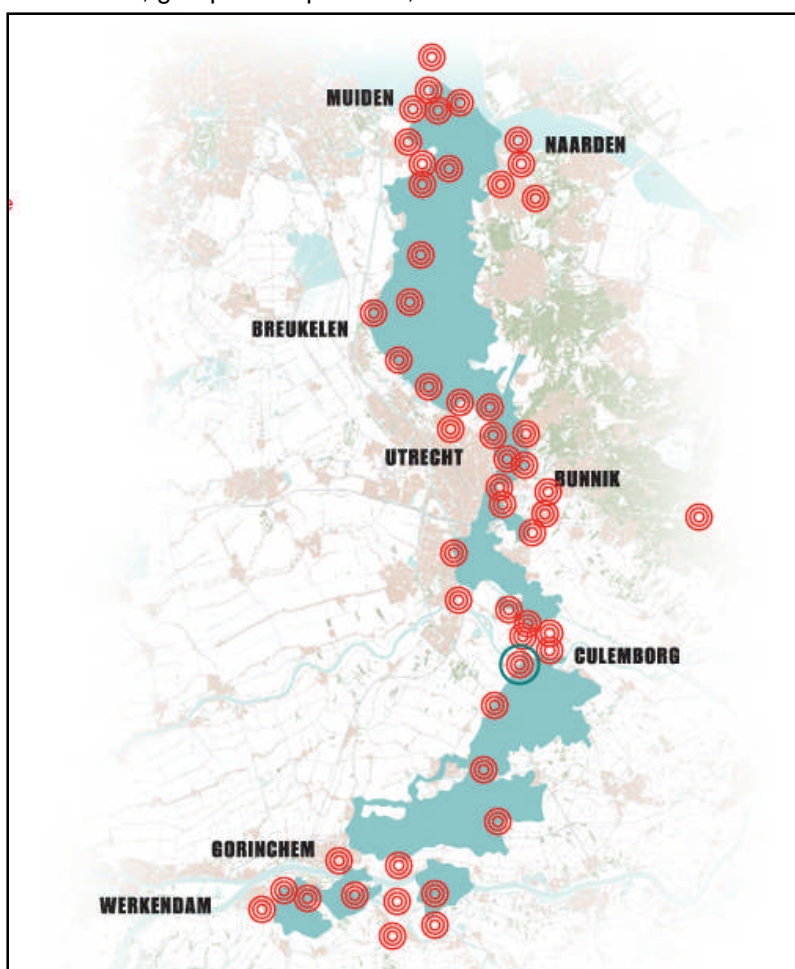 MUIDEN
NAARDEN
BREUKELEN
UTRECHT
BUNNIK
CULEMBORG
GORINCHEM
WERKENDAM